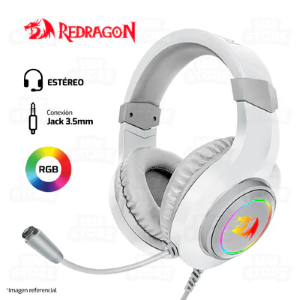 REDRAGON
ESTÉREO
Conexión
Jack 3.5mm
RGB
*Imagen referencial